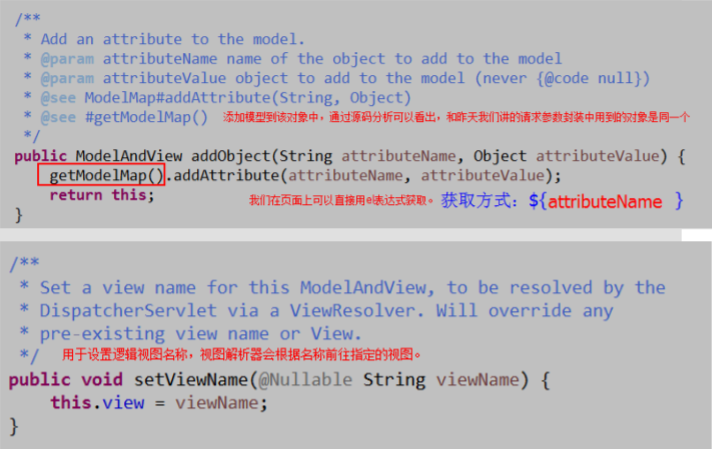 /**
* Add an attribute to the model.
* @param attributeName name of the object to add to the model
* @param attributeValue object to add to the model (never {@code null})
* @see ModelMap#addAttribute(String, Object)
* @see #getModelMap() 添加模型到该对象中，通过源码分析可以看出，和昨天我们讲的请求参数封装中用到的对象是同一个
*/
public ModelAndView addObject(String attributeName, Object attributeValue) {
getModelMap().addAttribute(attributeName, attributeValue);
return this; 我们在页面上可以直接用el表达式获取。 获取方式：${attributeName }
}
/**
* Set a view name for this ModelAndView, to be resolved by the
* DispatcherServlet via a ViewResolver. Will override any
* pre-existing view name or View.
*/ 用于设置逻辑视图名称，视图解析器会根据名称前往指定的视图。
public void setViewName(@Nullable String viewName) {
this.view = viewName;
}